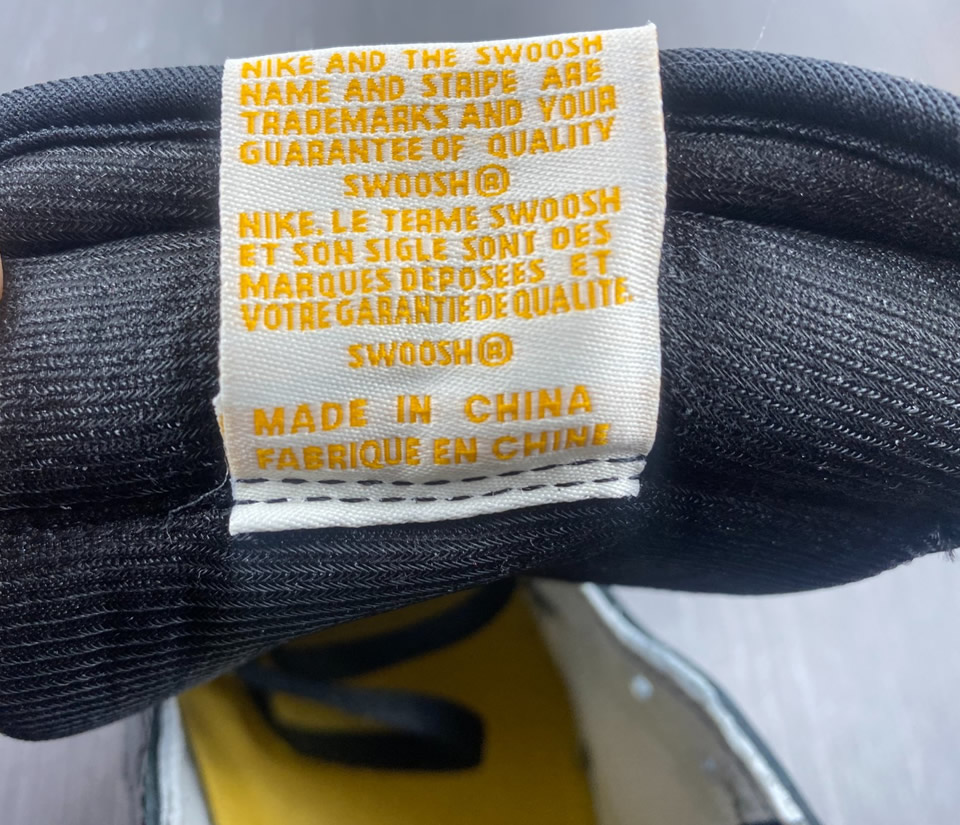 NIKE AND THE SWOOSH
NAME AND STRIPE ARE
TRADEMARKS AND YOUR
GUARANTEE OF QUALITY
SWOOSH®
NIKE, LE TERME SWOOSH
ET SON SIGLE SONT DES
MARQUES DEPOSEES ET
VOTRE GARANTIE DE QUALITE.
SWOOSH®
MADE IN CHINA
FABRIQUE EN CHINE